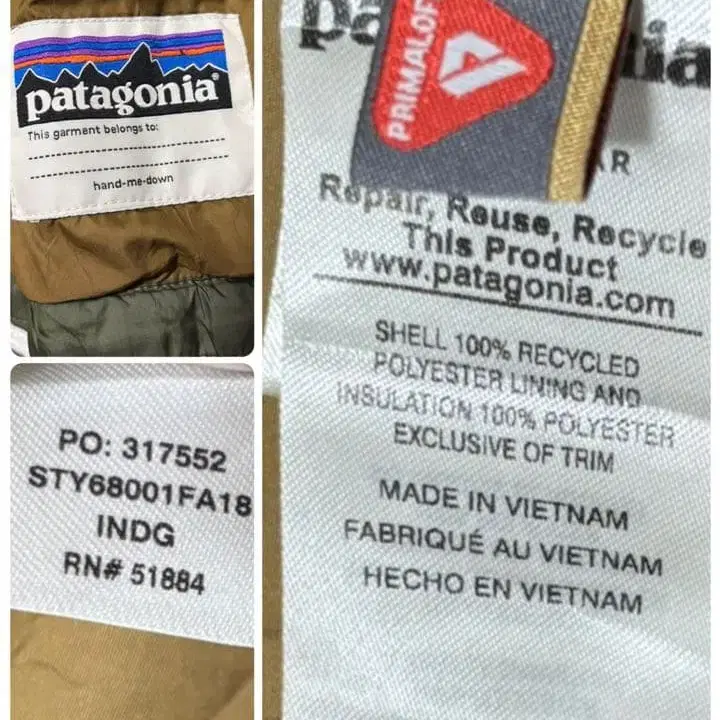 patagonia®
This garment belongs to:
hand-me-down
PO: 317552
STY68001FA18
INDG
RN# 51884
PRIMALOF
Repair, Reuse, Recycle
This Product
www.patagonia.com
SHELL 100% RECYCLED
POLYESTER LINING AND
INSULATION 100% POLYESTER
EXCLUSIVE OF TRIM
MADE IN VIETNAM
FABRIQUÉ AU VIETNAM
HECHO EN VIETNAM